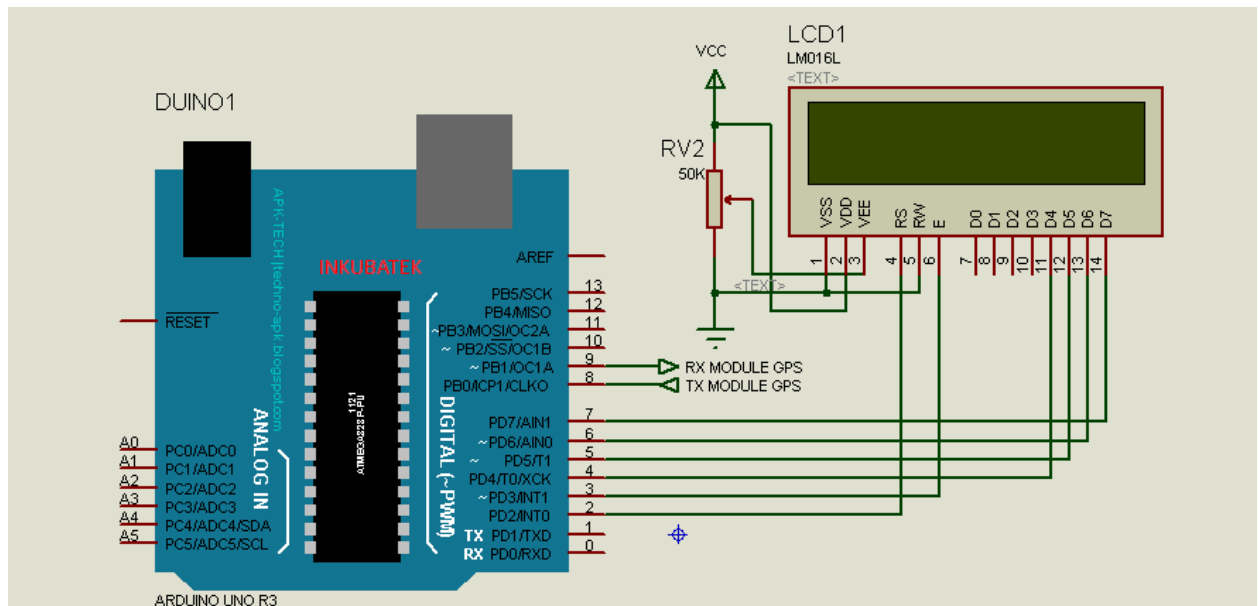 DUINO1
APK-TECH |techno-apk.blogspot.com
INKUBATEK
ATMEGA328P-PU
1121
ANALOG IN
DIGITAL (~PWM)
RESET
A0 PC0/ADC0
A1 PC1/ADC1
A2 PC2/ADC2
A3 PC3/ADC3
A4 PC4/ADC4/SDA
A5 PC5/ADC5/SCL
AREF
PB5/SCK 13
PB4/MISO 12
~PB3/MOSI/OC2A 11
~ PB2/SS/OC1B 10
~ PB1/OC1A 9
PB0/ICP1/CLKO 8
PD7/AIN1 7
~ PD6/AIN0 6
~ PD5/T1 5
PD4/T0/XCK 4
~ PD3/INT1 3
PD2/INT0 2
TX PD1/TXD 1
RX PD0/RXD 0
ARDUINO UNO R3
RX MODULE GPS
TX MODULE GPS
VCC
RV2
50K
<TEXT>
LCD1
LM016L
<TEXT>
VSS VDD VEE RS RW E D0 D1 D2 D3 D4 D5 D6 D7
1 2 3 4 5 6 7 8 9 10 11 12 13 14